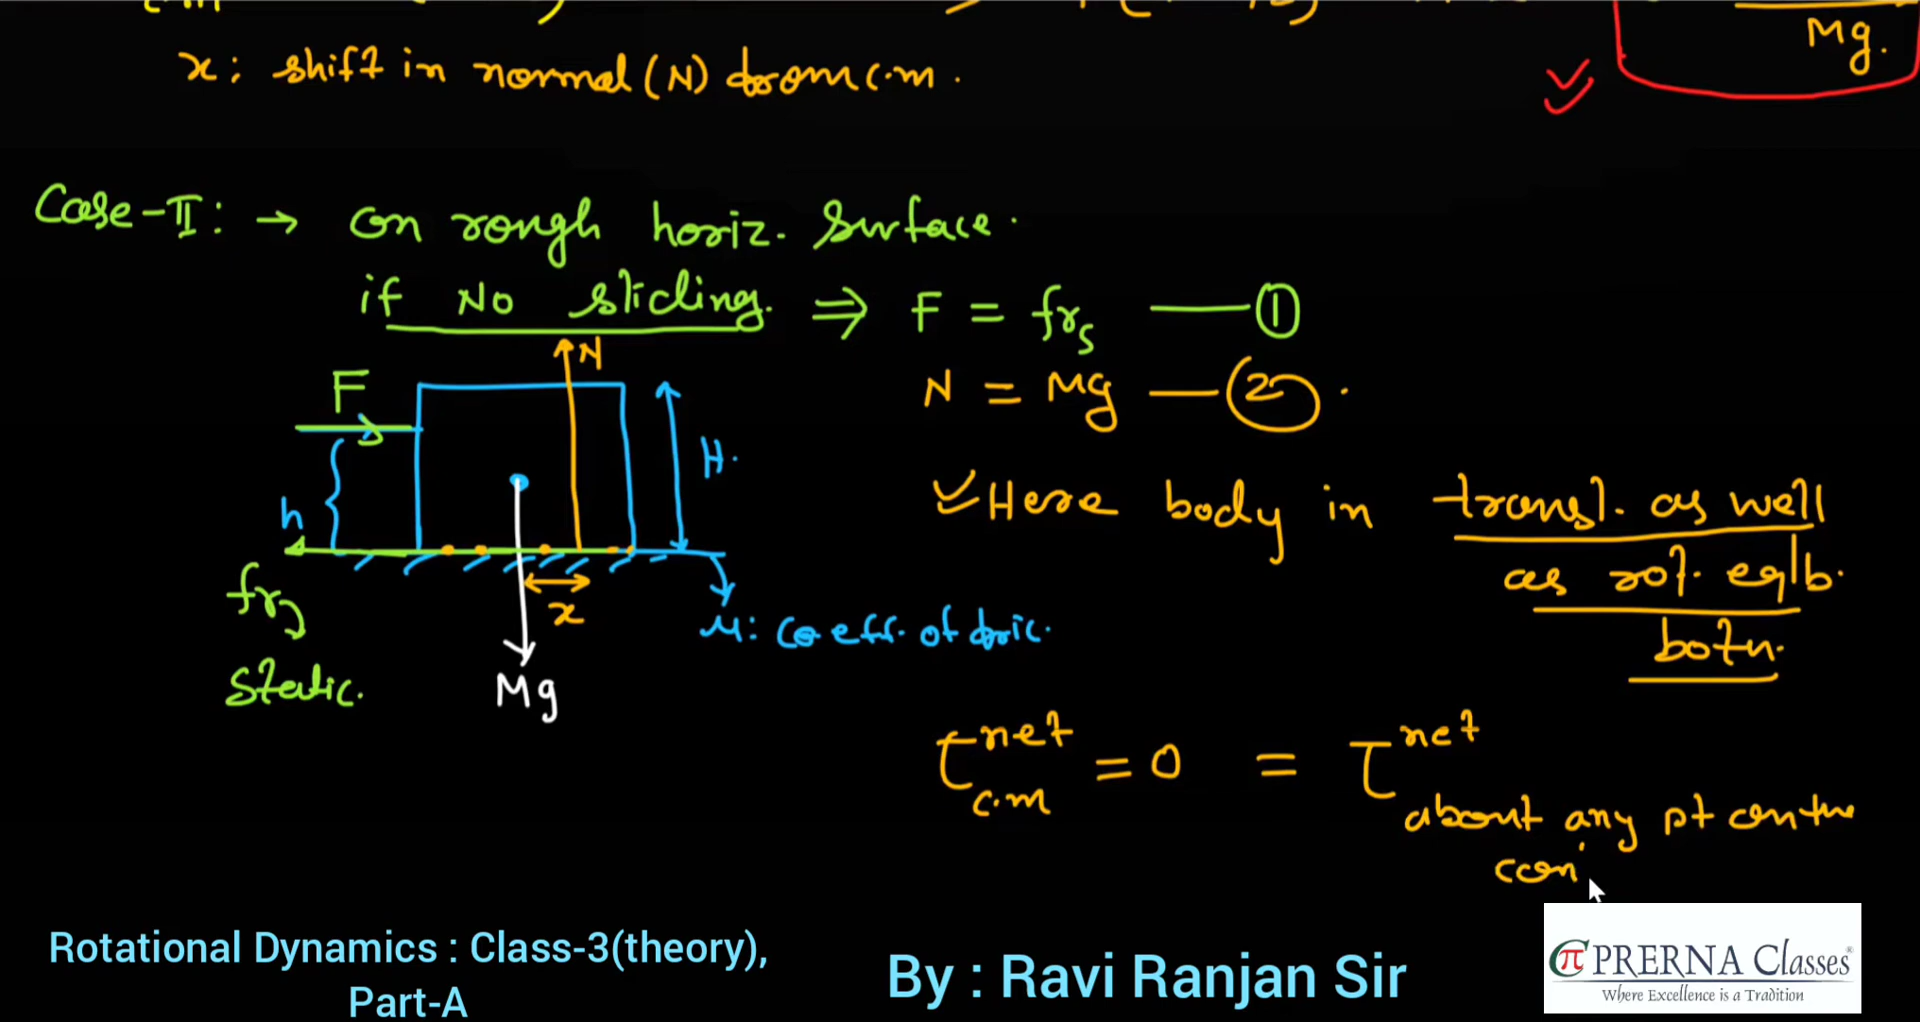 Mg.
x: shift in normal (N) from c.m.
Case-II: → on rough horiz. surface.
if No sliding. ⇒ F = frs —— ①
N
F
N = Mg — ②.
H.
h
Here body in transl. as well
as rot. eqlb.
both.
fr,
static.
x
μ: coeff. of fric.
Mg
τ net c.m = 0 = τ net
about any pt on the
con
Rotational Dynamics : Class-3(theory),
Part-A
By : Ravi Ranjan Sir
π PRERNA Classes®
Where Excellence is a Tradition